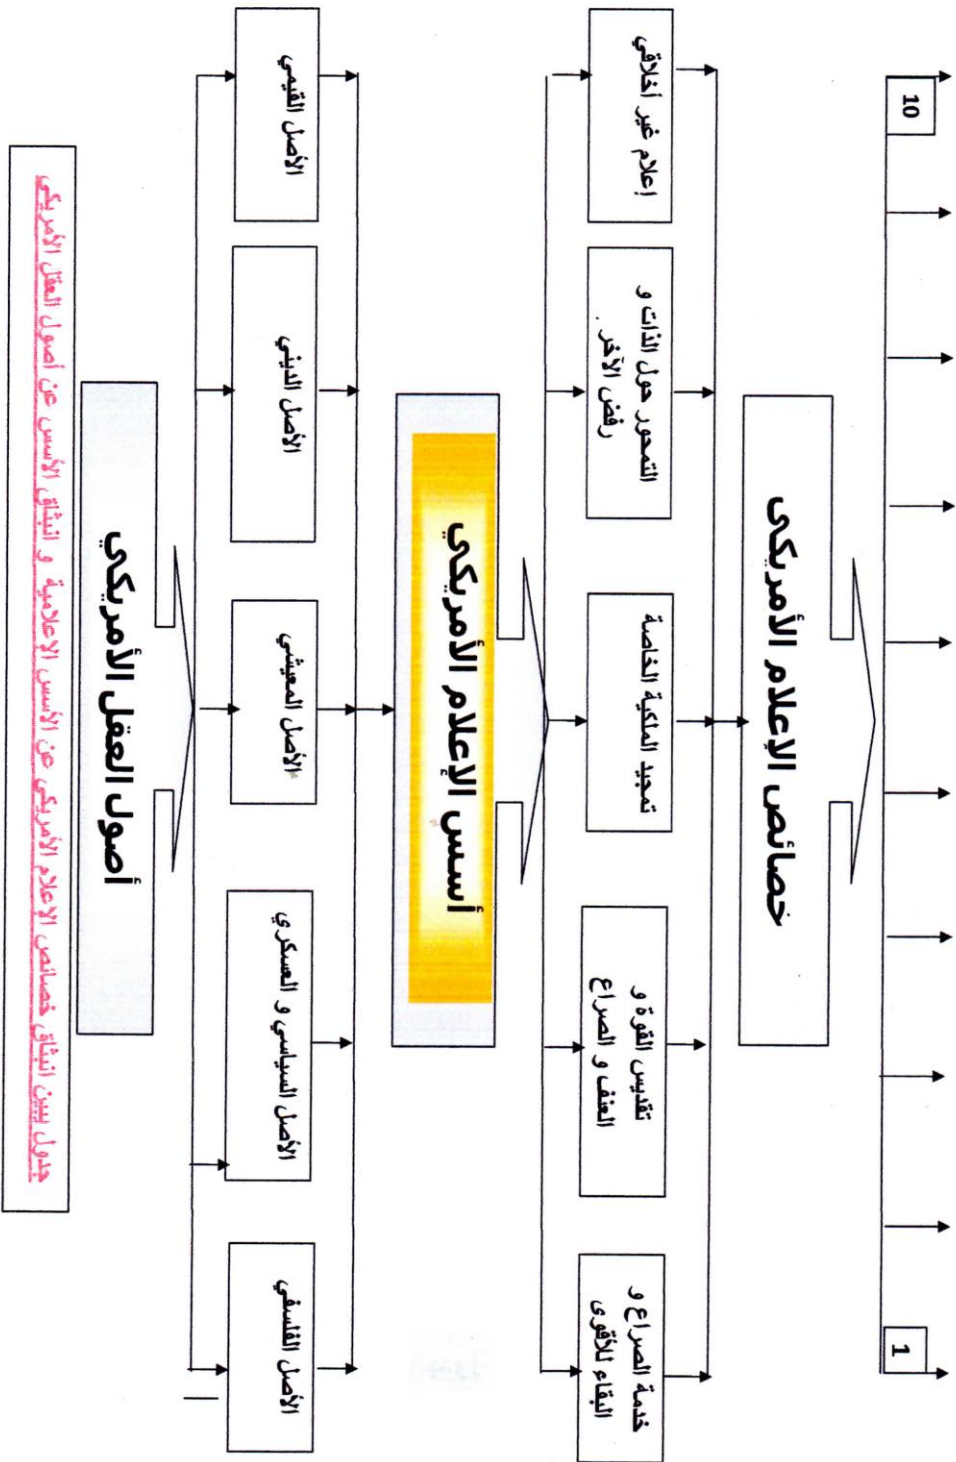 1
10
خصائص الإعلام الأمريكي
خدمة الصراع و
البقاء للأقوى
تقديس القوة و
العنف و الصراع
تمجيد الملكية الخاصة
التمحور حول الذات و
رفض الآخر.
إعلام غير أخلاقي
أسس الإعلام الأمريكي
الأصل الفلسفي
الأصل السياسي و العسكري
الأصل المعيشي
الأصل الديني
الأصل القيمي
أصول العقل الأمريكي
جدول يبين انبثاق خصائص الاعلام الأمريكي عن الأسس الإعلامية و انبثاق الأسس عن أصول العقل الأمريكي